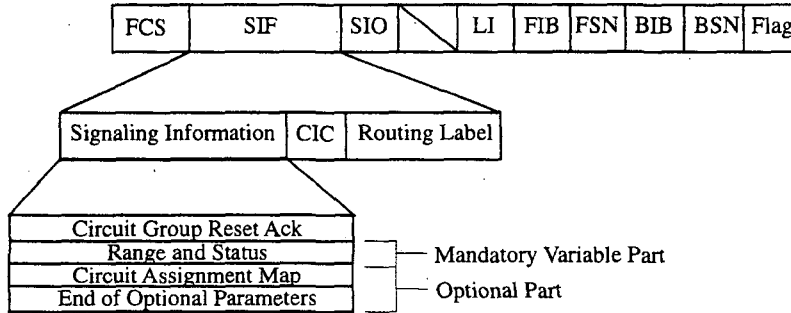 FCS SIF SIO LI FIB FSN BIB BSN Flag
Signaling Information CIC Routing Label
Circuit Group Reset Ack
Range and Status
Mandatory Variable Part
Circuit Assignment Map
Optional Part
End of Optional Parameters